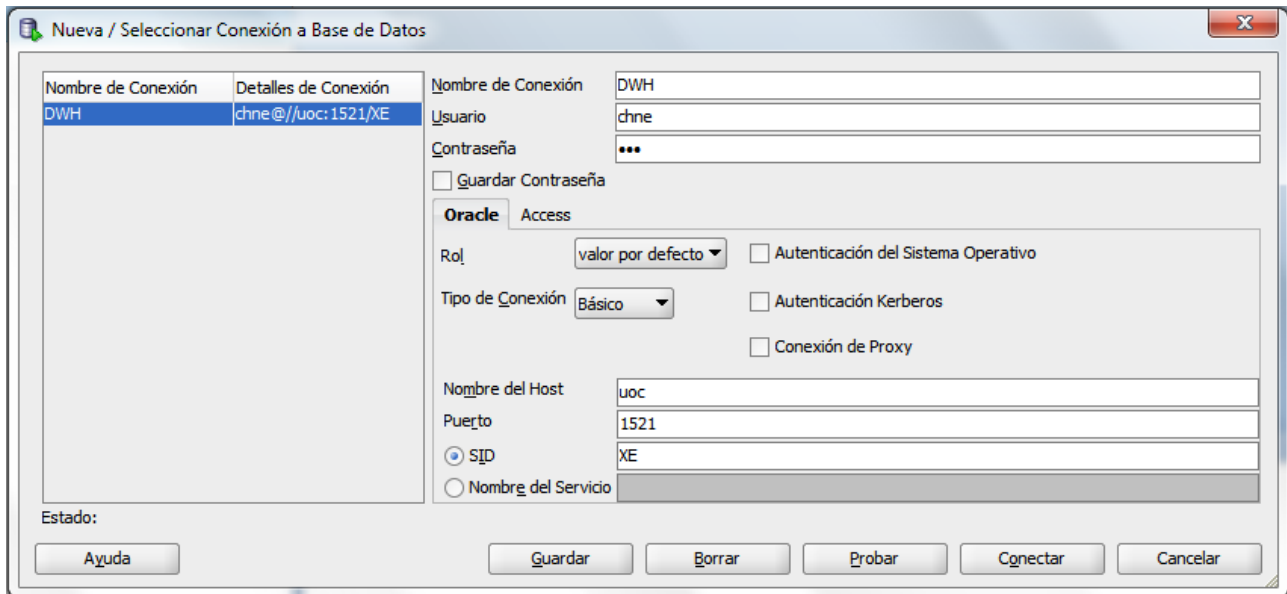 Nueva / Seleccionar Conexión a Base de Datos
Nombre de Conexión Detalles de Conexión
DWH chne@//uoc:1521/XE
Nombre de Conexión DWH
Usuario chne
Contraseña •••
Guardar Contraseña
Oracle Access
Rol valor por defecto Autenticación del Sistema Operativo
Tipo de Conexión Básico Autenticación Kerberos
Conexión de Proxy
Nombre del Host uoc
Puerto 1521
SID XE
Nombre del Servicio
Estado:
Ayuda Guardar Borrar Probar Conectar Cancelar